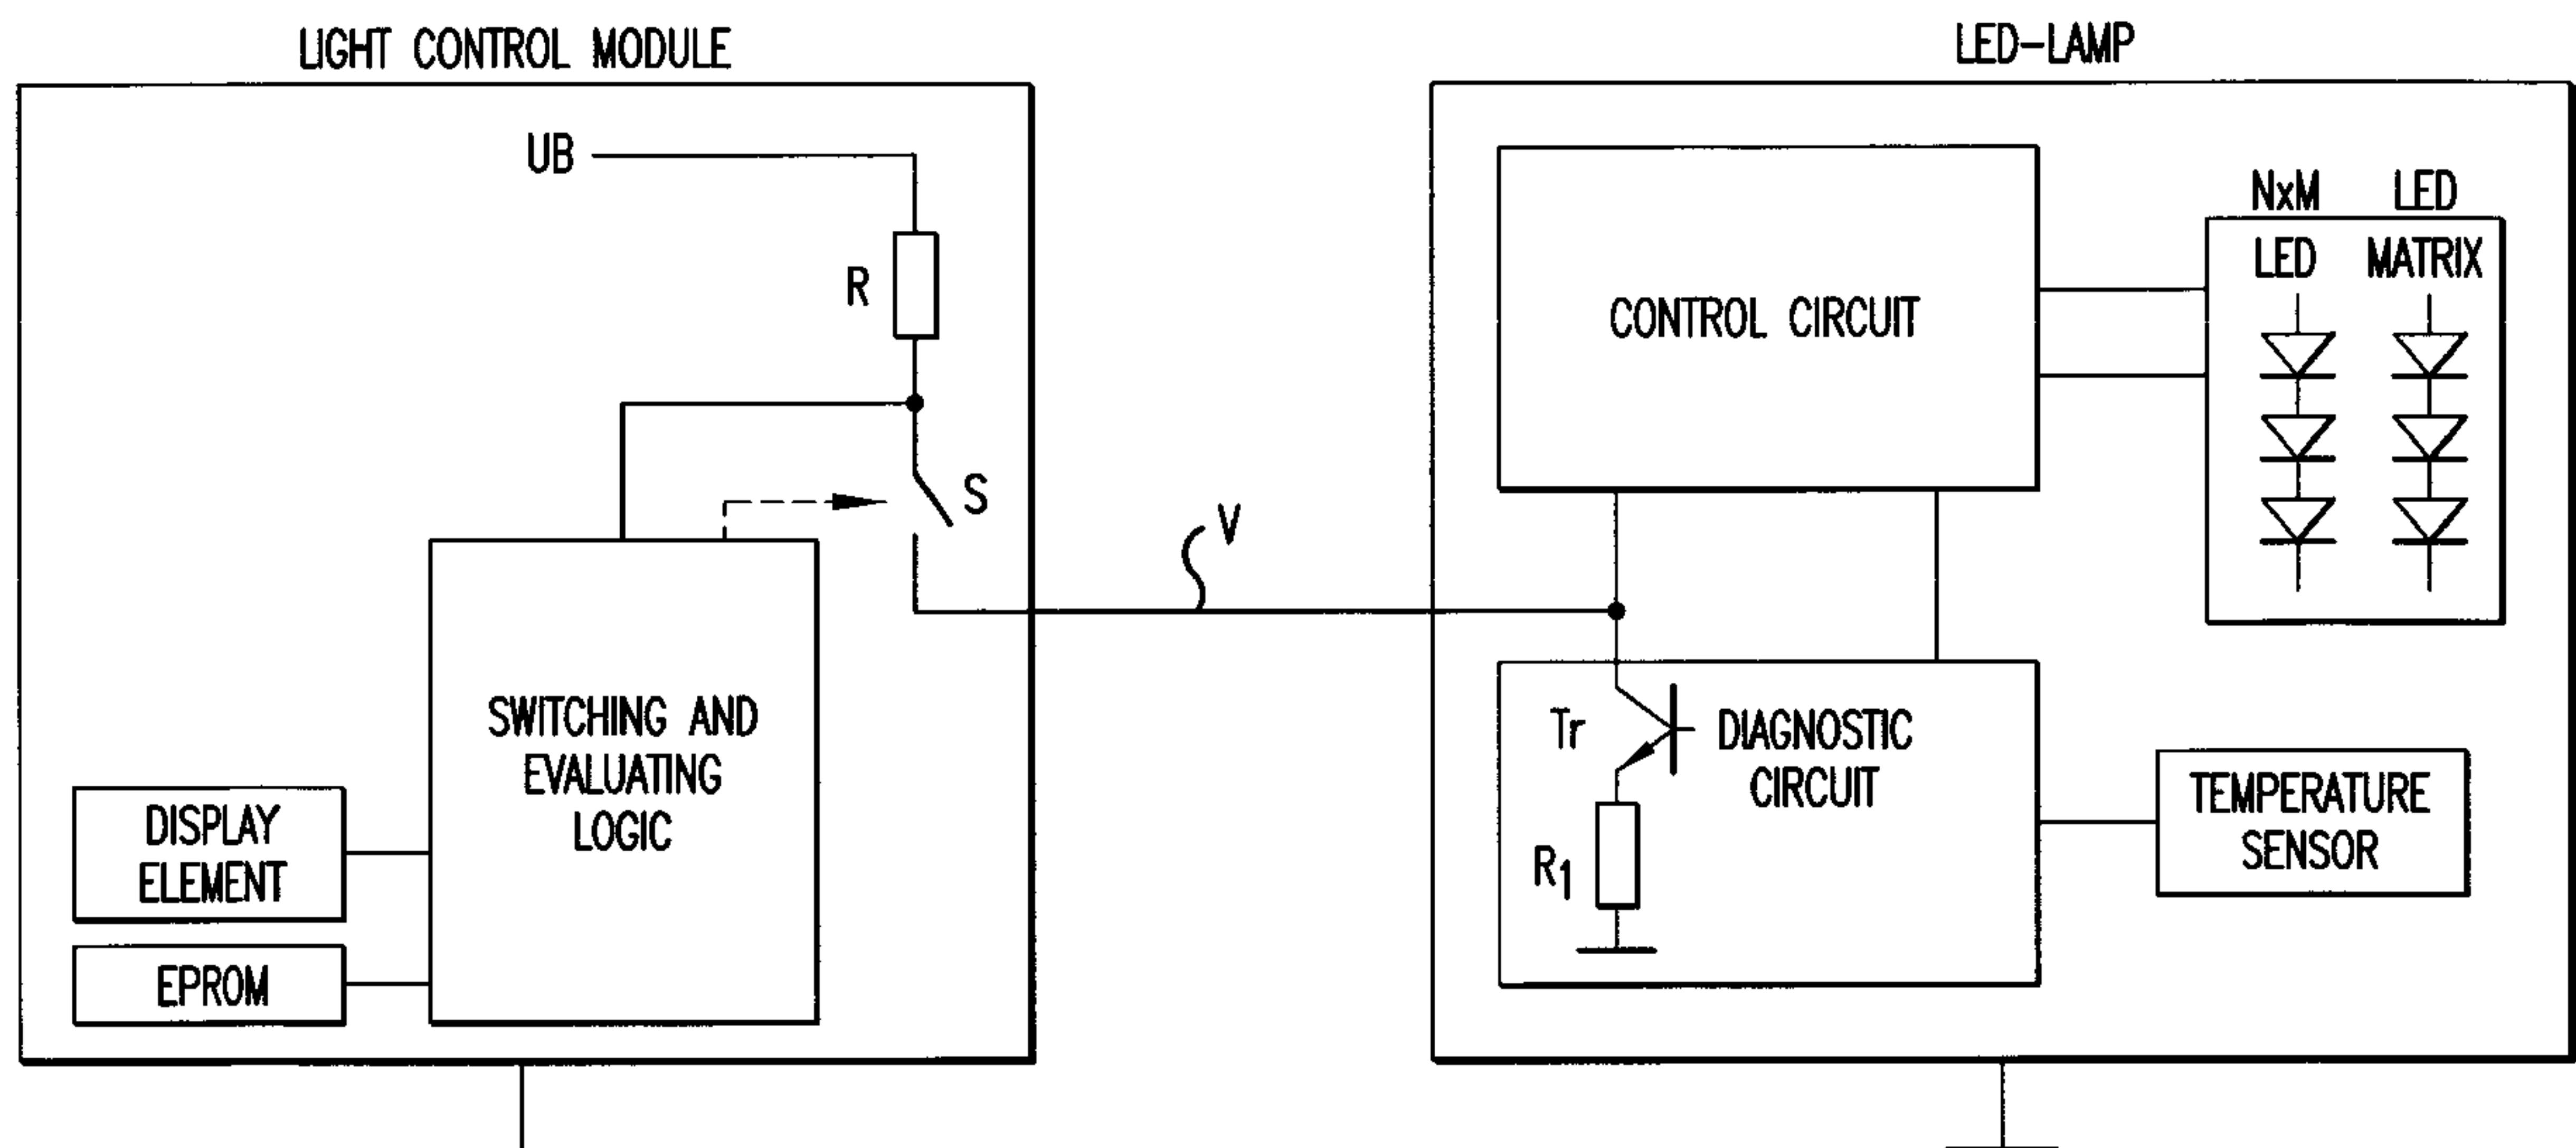 LIGHT CONTROL MODULE
UB
R
S
SWITCHING AND
EVALUATING
LOGIC
DISPLAY
ELEMENT
EPROM
V
LED-LAMP
CONTROL CIRCUIT
NxM LED
LED MATRIX
Tr
DIAGNOSTIC
CIRCUIT
R1
TEMPERATURE
SENSOR